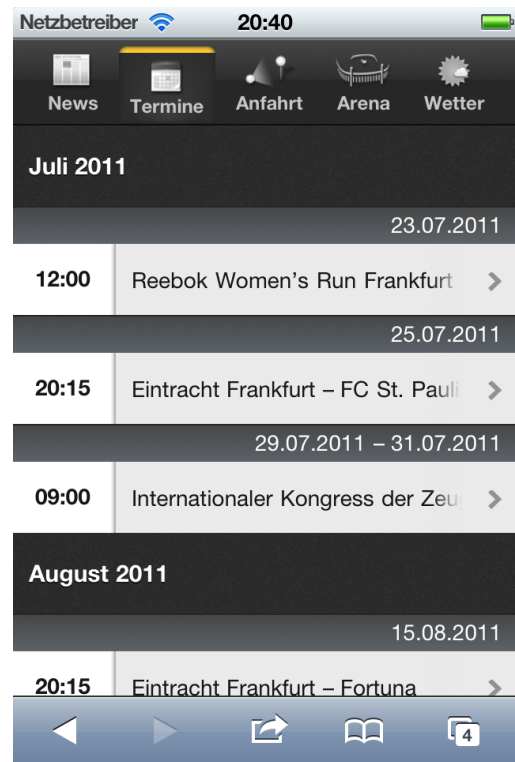 Netzbetreiber 20:40
News Termine Anfahrt Arena Wetter
Juli 2011
23.07.2011
12:00 Reebok Women's Run Frankfurt
25.07.2011
20:15 Eintracht Frankfurt – FC St. Pauli
29.07.2011 – 31.07.2011
09:00 Internationaler Kongress der Zeu
August 2011
15.08.2011
20:15 Eintracht Frankfurt – Fortuna
4